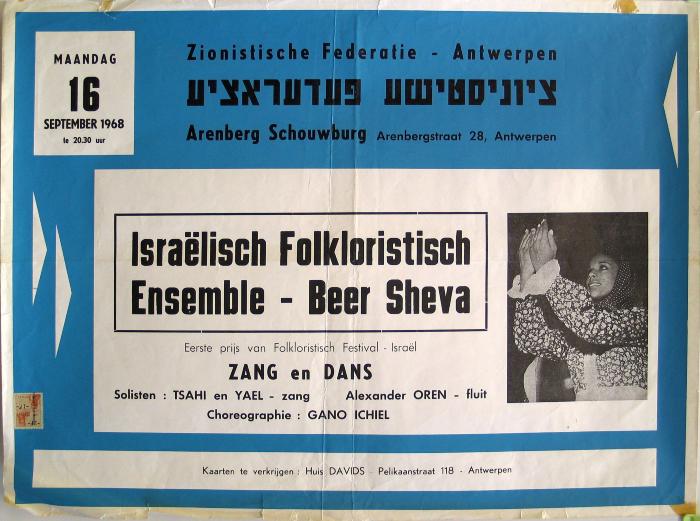 MAANDAG
16
SEPTEMBER 1968
te 20.30 uur
Zionistische Federatie - Antwerpen
ציוניסטישע פעדעראציע
Arenberg Schouwburg Arenbergstraat 28, Antwerpen
Israëlisch Folkloristisch
Ensemble - Beer Sheva
Eerste prijs van Folkloristisch Festival - Israël
ZANG en DANS
Solisten : TSAHI en YAEL - zang Alexander OREN - fluit
Choreographie : GANO ICHIEL
Kaarten te verkrijgen : Huis DAVIDS - Pelikaanstraat 118 - Antwerpen